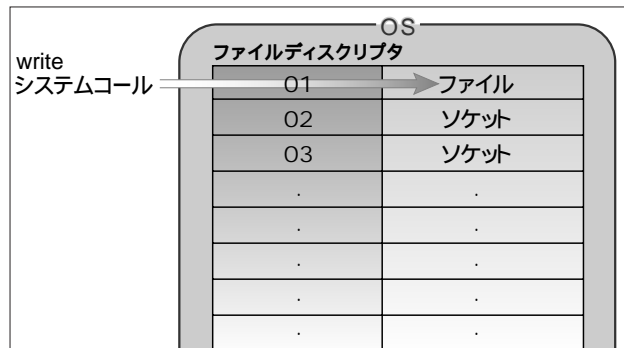 OS
ファイルディスクリプタ
write
システムコール
01 ファイル
02 ソケット
03 ソケット
. .
. .
. .
. .
. .